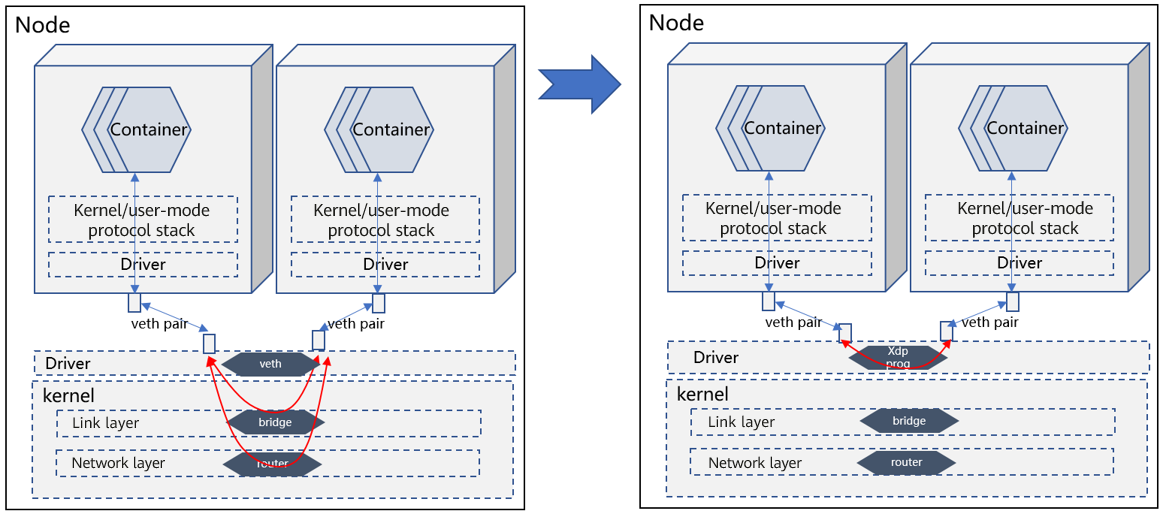 Node
Container
Container
Kernel/user-mode
protocol stack
Kernel/user-mode
protocol stack
Driver
Driver
veth pair
veth pair
Driver
veth
kernel
Link layer
bridge
Network layer
router
Node
Container
Container
Kernel/user-mode
protocol stack
Kernel/user-mode
protocol stack
Driver
Driver
veth pair
veth pair
Driver
Xdp
prog
kernel
Link layer
bridge
Network layer
router